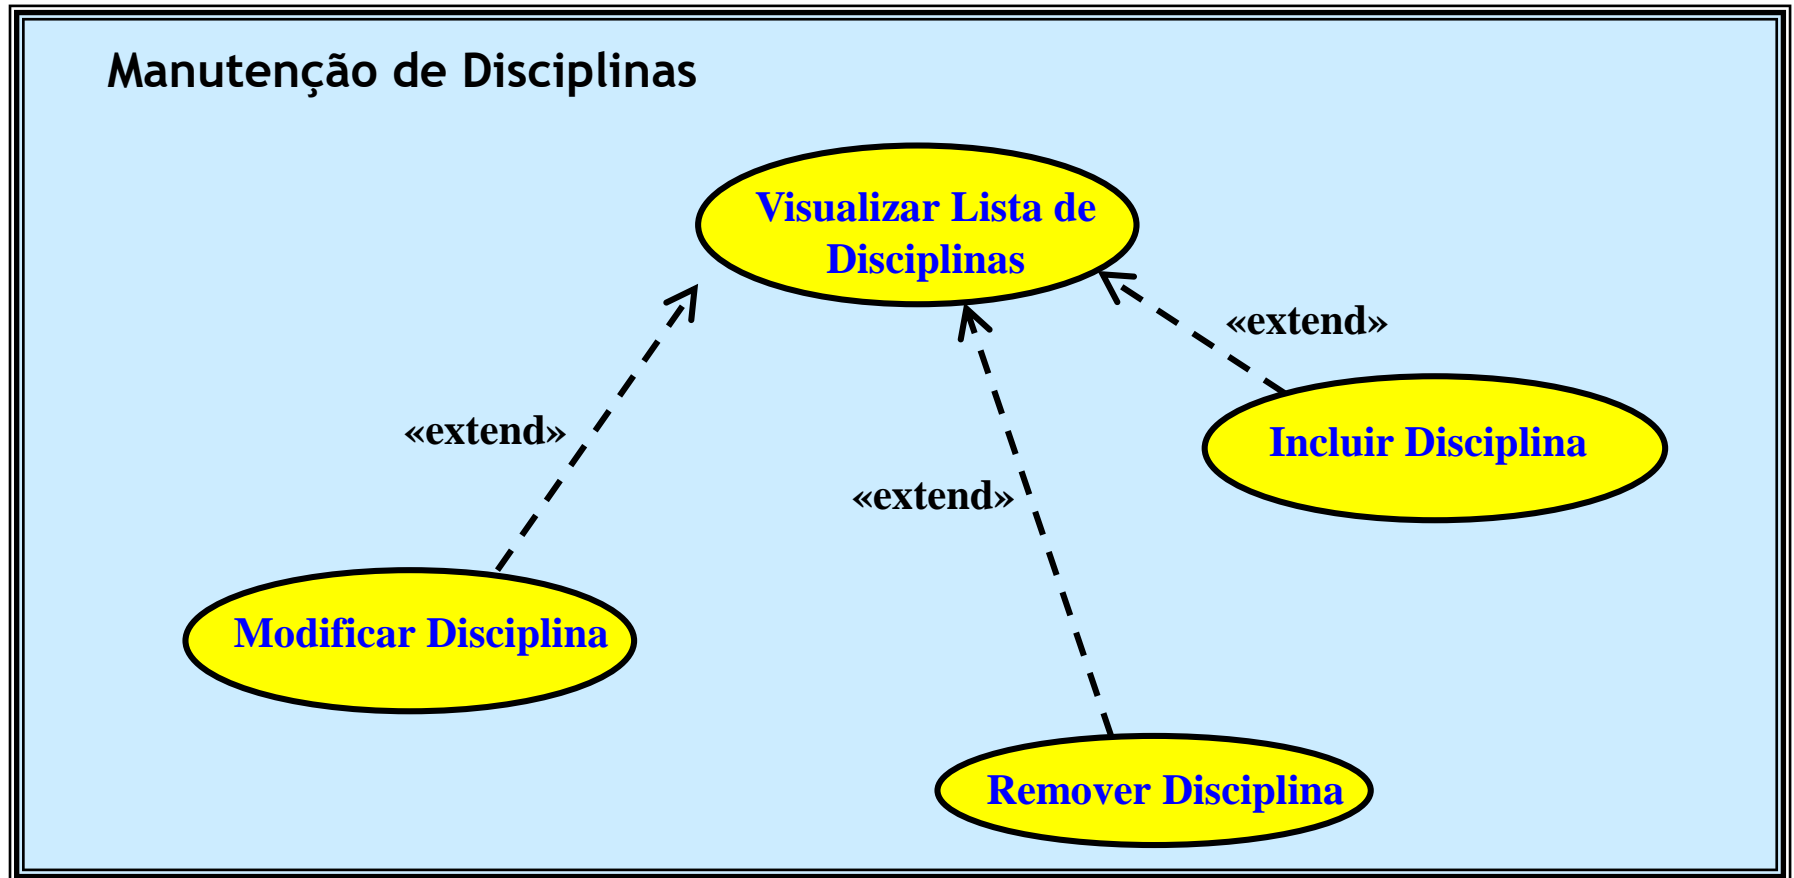 Manutenção de Disciplinas
Visualizar Lista de
Disciplinas
«extend»
«extend»
Incluir Disciplina
«extend»
Modificar Disciplina
Remover Disciplina